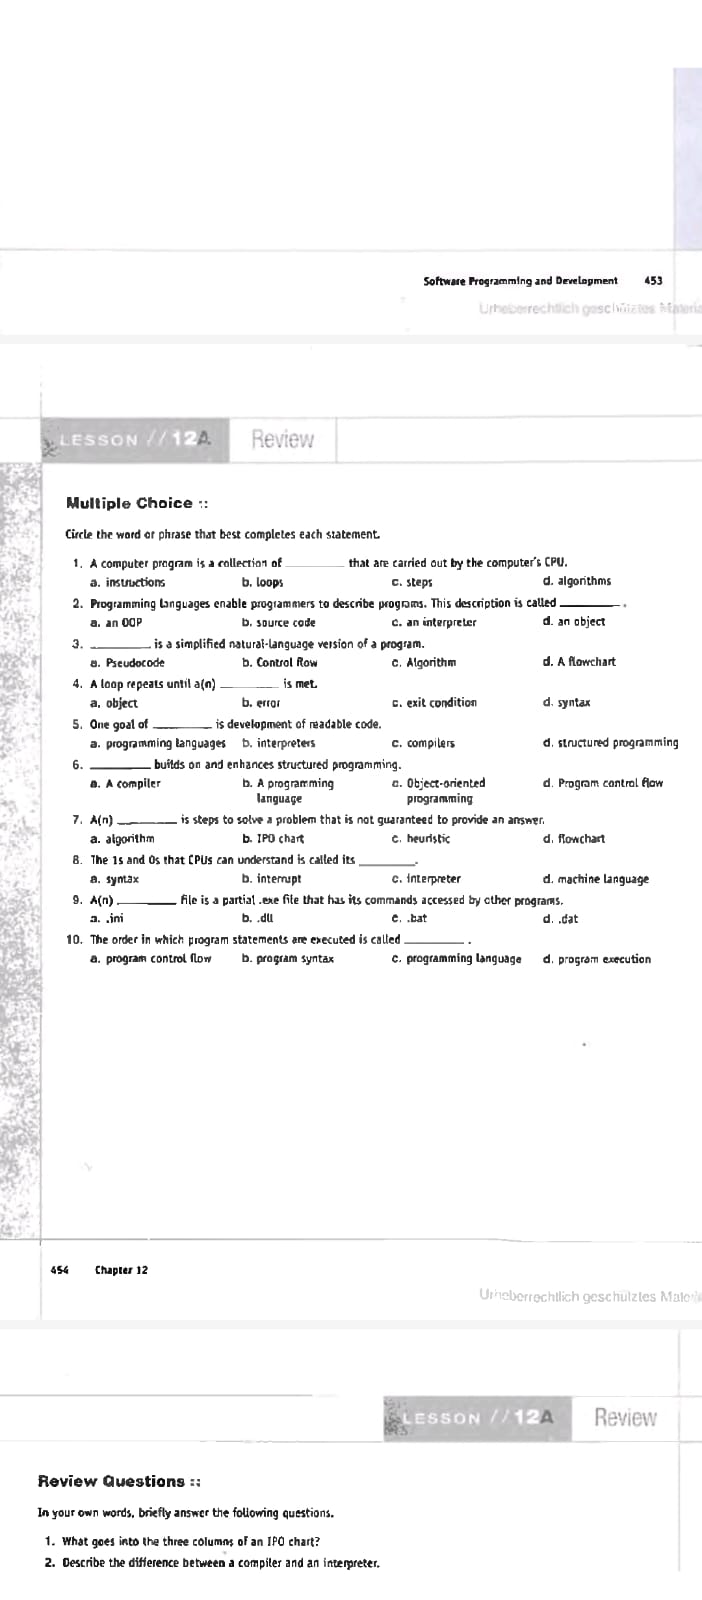 Software Programming and Development 453
Urheberrechtlich geschütztes Materia
LESSON // 12A Review
Multiple Choice ::
Circle the word or phrase that best completes each statement.
1. A computer program is a collection of __________ that are carried out by the computer's CPU.
a. instructions b. loops c. steps d. algorithms
2. Programming languages enable programmers to describe programs. This description is called __________ .
a. an OOP b. source code c. an interpreter d. an object
3. __________ is a simplified natural-language version of a program.
a. Pseudocode b. Control flow c. Algorithm d. A flowchart
4. A loop repeats until a(n) __________ is met.
a. object b. error c. exit condition d. syntax
5. One goal of __________ is development of readable code.
a. programming languages b. interpreters c. compilers d. structured programming
6. __________ builds on and enhances structured programming.
a. A compiler b. A programming c. Object-oriented d. Program control flow
language programming
7. A(n) __________ is steps to solve a problem that is not guaranteed to provide an answer.
a. algorithm b. IPO chart c. heuristic d. flowchart
8. The 1s and 0s that CPUs can understand is called its __________.
a. syntax b. interrupt c. interpreter d. machine language
9. A(n) __________ file is a partial .exe file that has its commands accessed by other programs.
a. .ini b. .dll c. .bat d. .dat
10. The order in which program statements are executed is called __________ .
a. program control flow b. program syntax c. programming language d. program execution
454 Chapter 12
Urheberrechtlich geschütztes Materia
LESSON // 12A Review
Review Questions ::
In your own words, briefly answer the following questions.
1. What goes into the three columns of an IPO chart?
2. Describe the difference between a compiler and an interpreter.